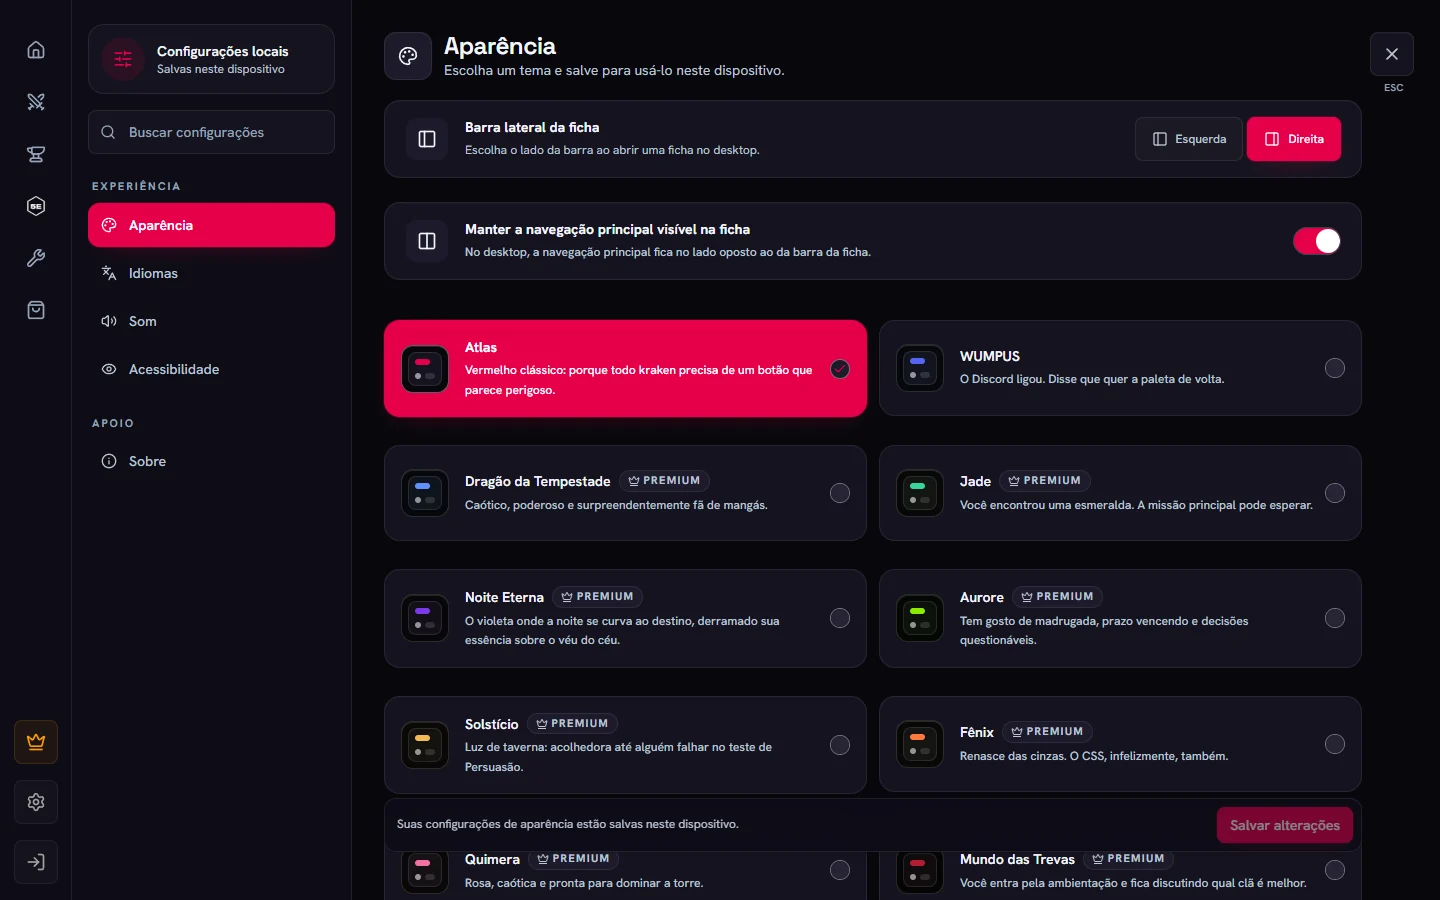 Configurações locais
Salvas neste dispositivo
Buscar configurações
EXPERIÊNCIA
Aparência
Idiomas
Som
Acessibilidade
APOIO
Sobre
5E
Aparência
Escolha um tema e salve para usá-lo neste dispositivo.
ESC
Barra lateral da ficha
Escolha o lado da barra ao abrir uma ficha no desktop.
Esquerda
Direita
Manter a navegação principal visível na ficha
No desktop, a navegação principal fica no lado oposto ao da barra da ficha.
Atlas
Vermelho clássico: porque todo kraken precisa de um botão que
parece perigoso.
WUMPUS
O Discord ligou. Disse que quer a paleta de volta.
Dragão da Tempestade PREMIUM
Caótico, poderoso e surpreendentemente fã de mangás.
Jade PREMIUM
Você encontrou uma esmeralda. A missão principal pode esperar.
Noite Eterna PREMIUM
O violeta onde a noite se curva ao destino, derramado sua
essência sobre o véu do céu.
Aurore PREMIUM
Tem gosto de madrugada, prazo vencendo e decisões
questionáveis.
Solstício PREMIUM
Luz de taverna: acolhedora até alguém falhar no teste de
Persuasão.
Fênix PREMIUM
Renasce das cinzas. O CSS, infelizmente, também.
Suas configurações de aparência estão salvas neste dispositivo.
Salvar alterações
Quimera PREMIUM
Rosa, caótica e pronta para dominar a torre.
Mundo das Trevas PREMIUM
Você entra pela ambientação e fica discutindo qual clã é melhor.